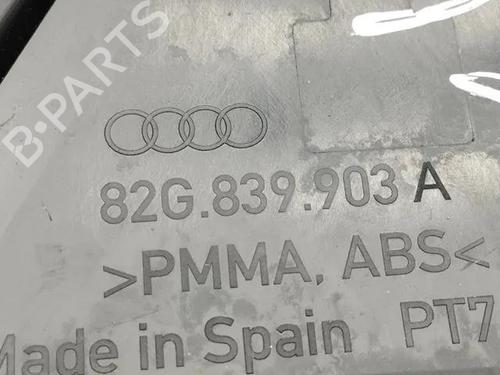 B-PARTS
82G.839.903 A
>PMMA, ABS<
Made in Spain PT7